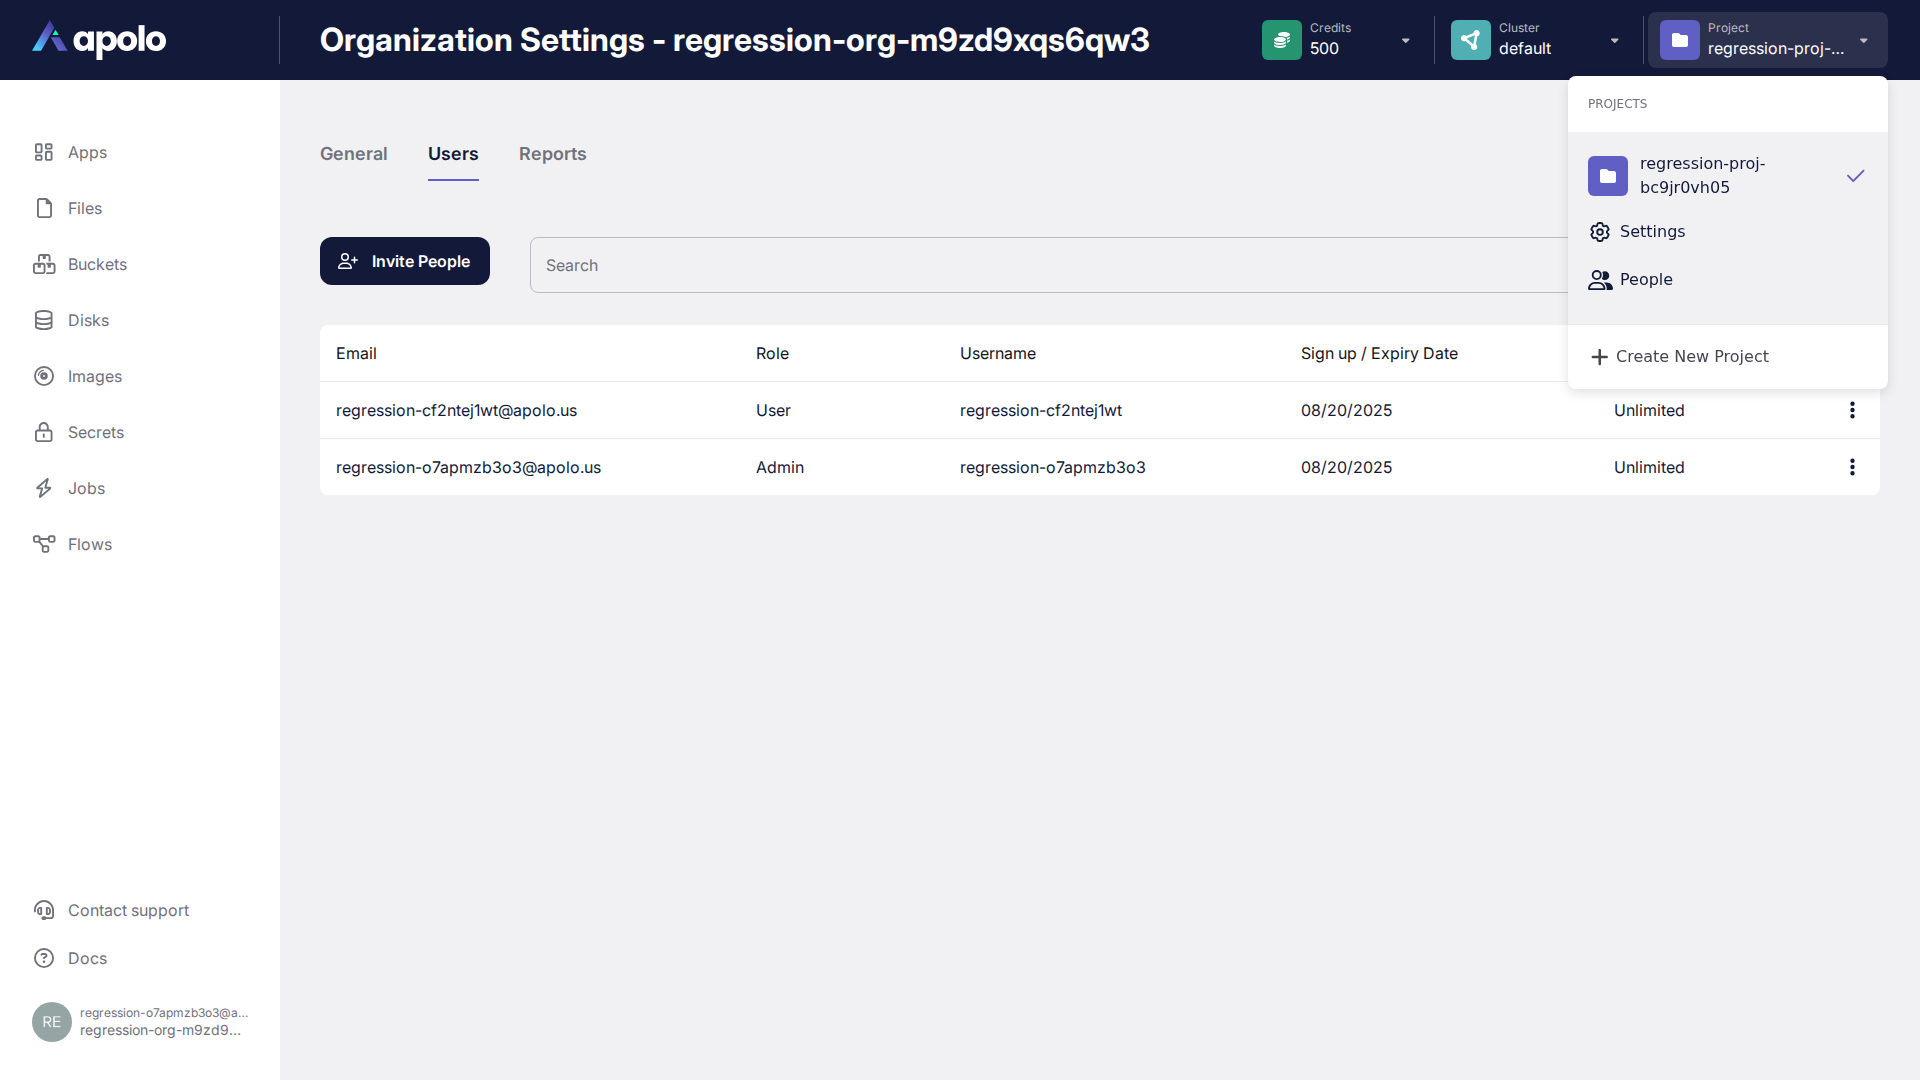 apolo
Organization Settings - regression-org-m9zd9xqs6qw3
Credits
500
Cluster
default
Project
regression-proj-...
PROJECTS
regression-proj-
bc9jr0vh05
Settings
People
Create New Project
Apps
Files
Buckets
Disks
Images
Secrets
Jobs
Flows
General Users Reports
Invite People
Search
Email Role Username Sign up / Expiry Date
regression-cf2ntej1wt@apolo.us User regression-cf2ntej1wt 08/20/2025 Unlimited
regression-o7apmzb3o3@apolo.us Admin regression-o7apmzb3o3 08/20/2025 Unlimited
Contact support
Docs
RE
regression-o7apmzb3o3@a...
regression-org-m9zd9...